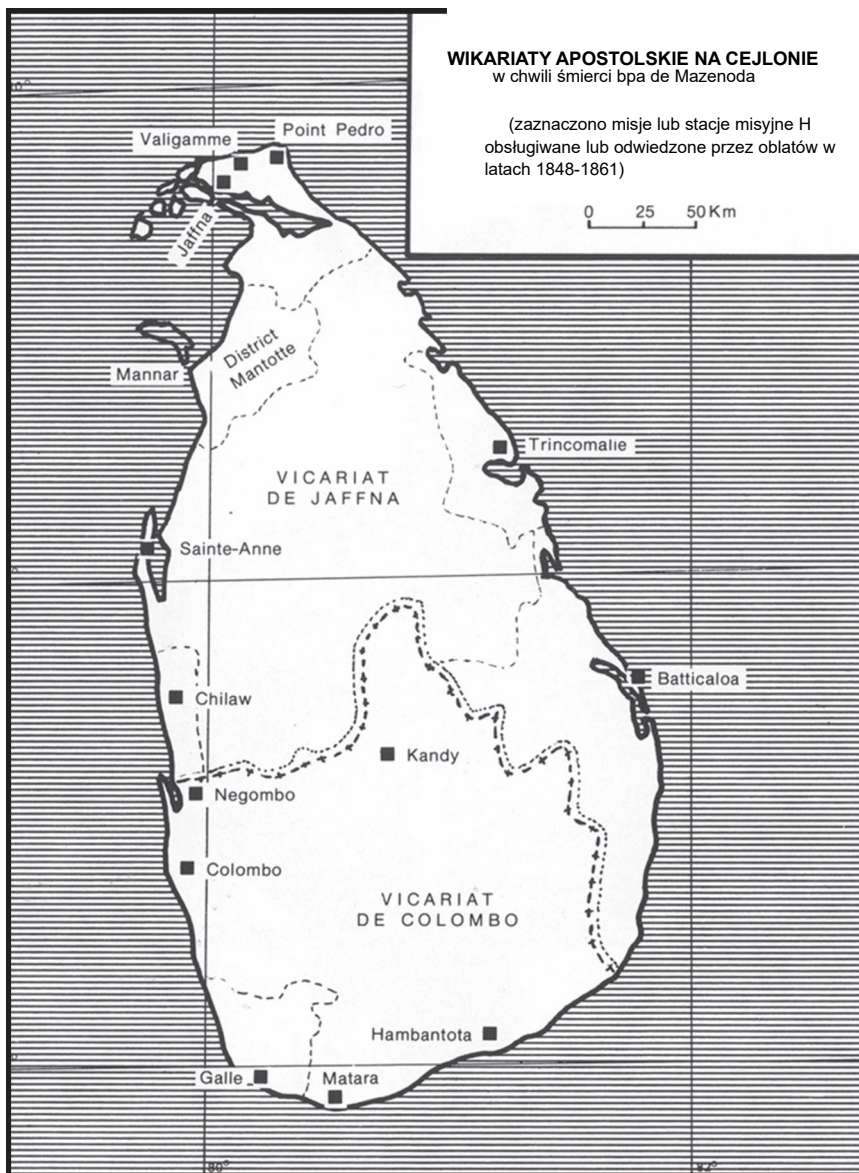 WIKARIATY APOSTOLSKIE NA CEJLONIE
w chwili śmierci bpa de Mazenoda
(zaznaczono misje lub stacje misyjne H
obsługiwane lub odwiedzone przez oblatów w
latach 1848-1861)
0 25 50 Km
Valigamme
Point Pedro
Jaffna
District
Mantotte
Mannar
Trincomalie
VICARIAT
DE JAFFNA
Sainte-Anne
Batticaloa
Chilaw
Kandy
Negombo
Colombo
VICARIAT
DE COLOMBO
Hambantota
Galle
Matara
80°
82°